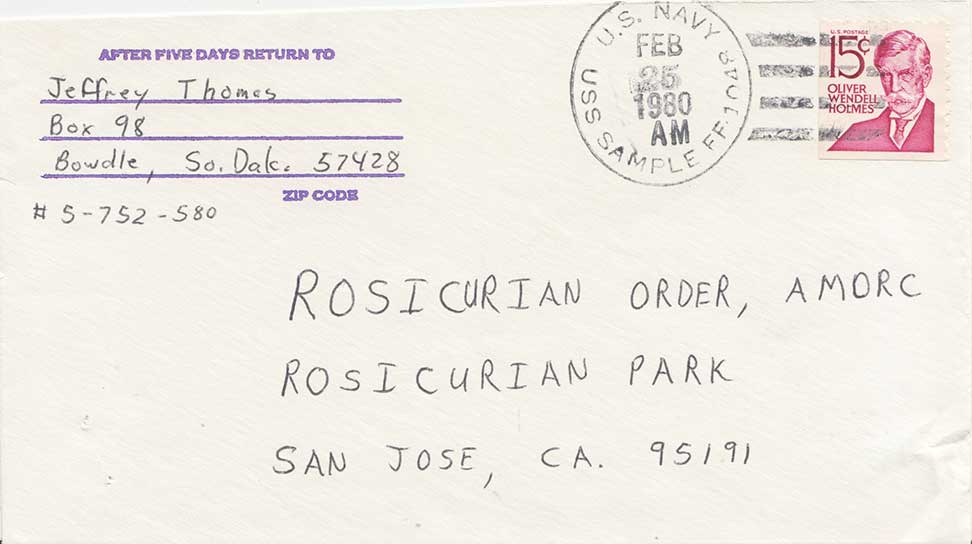 AFTER FIVE DAYS RETURN TO
Jeffrey Thomas
Box 98
Bowdle, So. Dak. 57428
ZIP CODE
# 5-752-580
U.S. NAVY
FEB
25
1980
AM
USS SAMPLE FF-1048
U.S. POSTAGE
15¢
OLIVER
WENDELL
HOLMES
ROSICURIAN ORDER, AMORC
ROSICURIAN PARK
SAN JOSE, CA. 95191